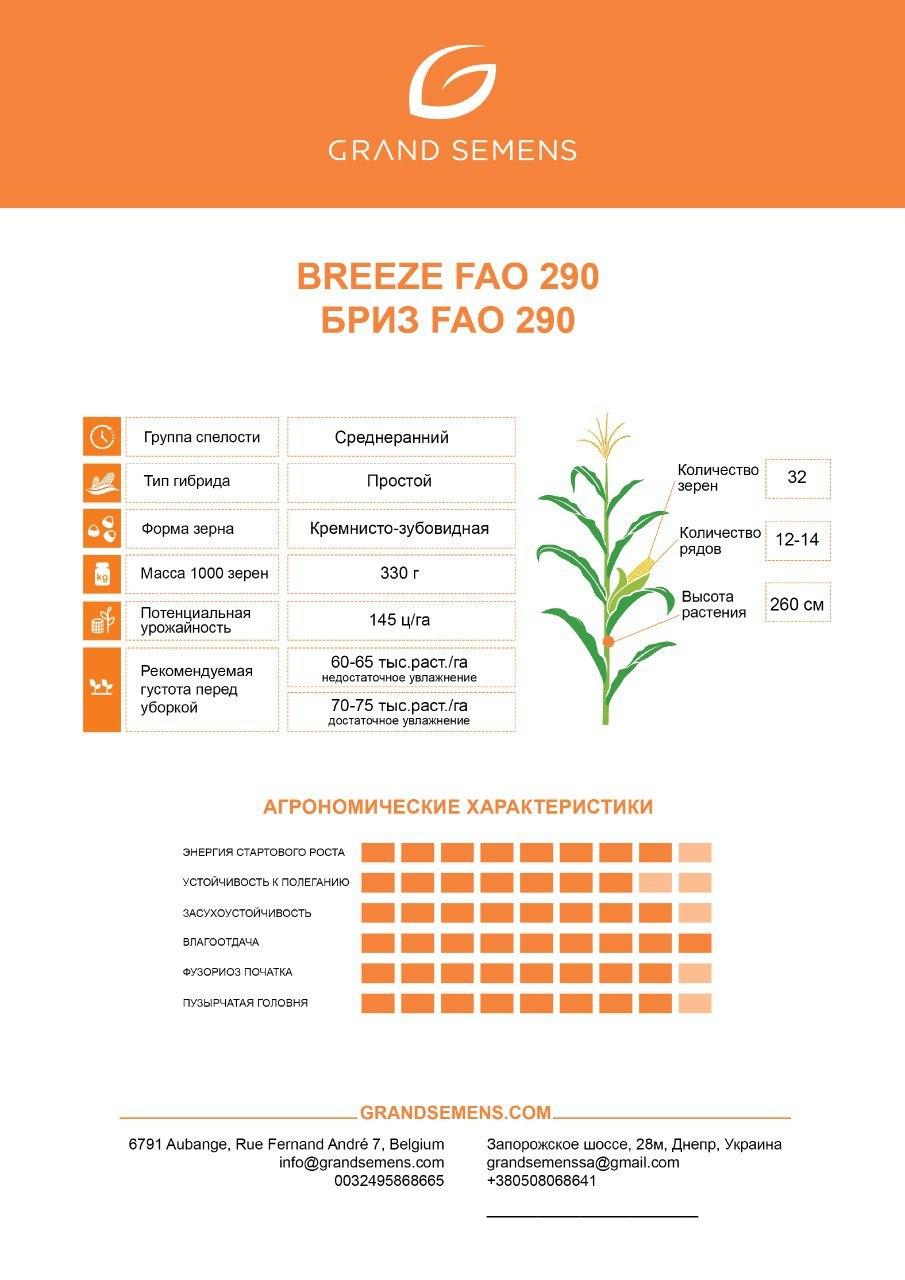 GRAND SEMENS
BREEZE FAO 290
БРИЗ FAO 290
Группа спелости
Среднеранний
Тип гибрида
Простой
Форма зерна
Кремнисто-зубовидная
kg
Масса 1000 зерен
330 г
Потенциальная
урожайность
145 ц/га
Рекомендуемая
густота перед
уборкой
60-65 тыс.раст./га
недостаточное увлажнение
70-75 тыс.раст./га
достаточное увлажнение
Количество
зерен
32
Количество
рядов
12-14
Высота
растения
260 см
АГРОНОМИЧЕСКИЕ ХАРАКТЕРИСТИКИ
ЭНЕРГИЯ СТАРТОВОГО РОСТА
УСТОЙЧИВОСТЬ К ПОЛЕГАНИЮ
ЗАСУХОУСТОЙЧИВОСТЬ
ВЛАГООТДАЧА
ФУЗОРИОЗ ПОЧАТКА
ПУЗЫРЧАТАЯ ГОЛОВНЯ
GRANDSEMENS.COM
6791 Aubange, Rue Fernand André 7, Belgium
info@grandsemens.com
0032495868665
Запорожское шоссе, 28м, Днепр, Украина
grandsemenssa@gmail.com
+380508068641